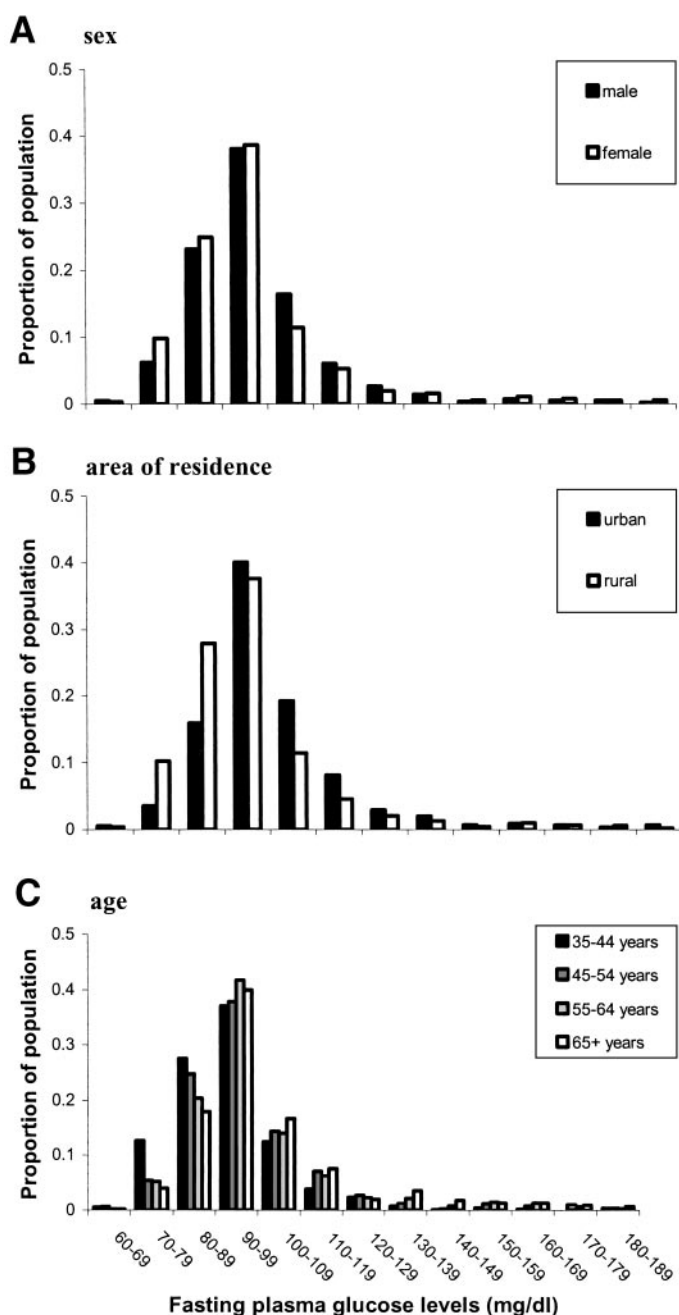 A
sex
0.5
0.4
0.3
0.2
0.1
0
Proportion of population
male
female
B
area of residence
0.5
0.4
0.3
0.2
0.1
0
Proportion of population
urban
rural
C
age
0.5
0.4
0.3
0.2
0.1
0
Proportion of population
35-44 years
45-54 years
55-64 years
65+ years
60-69
70-79
80-89
90-99
100-109
110-119
120-129
130-139
140-149
150-159
160-169
170-179
180-189
Fasting plasma glucose levels (mg/dl)